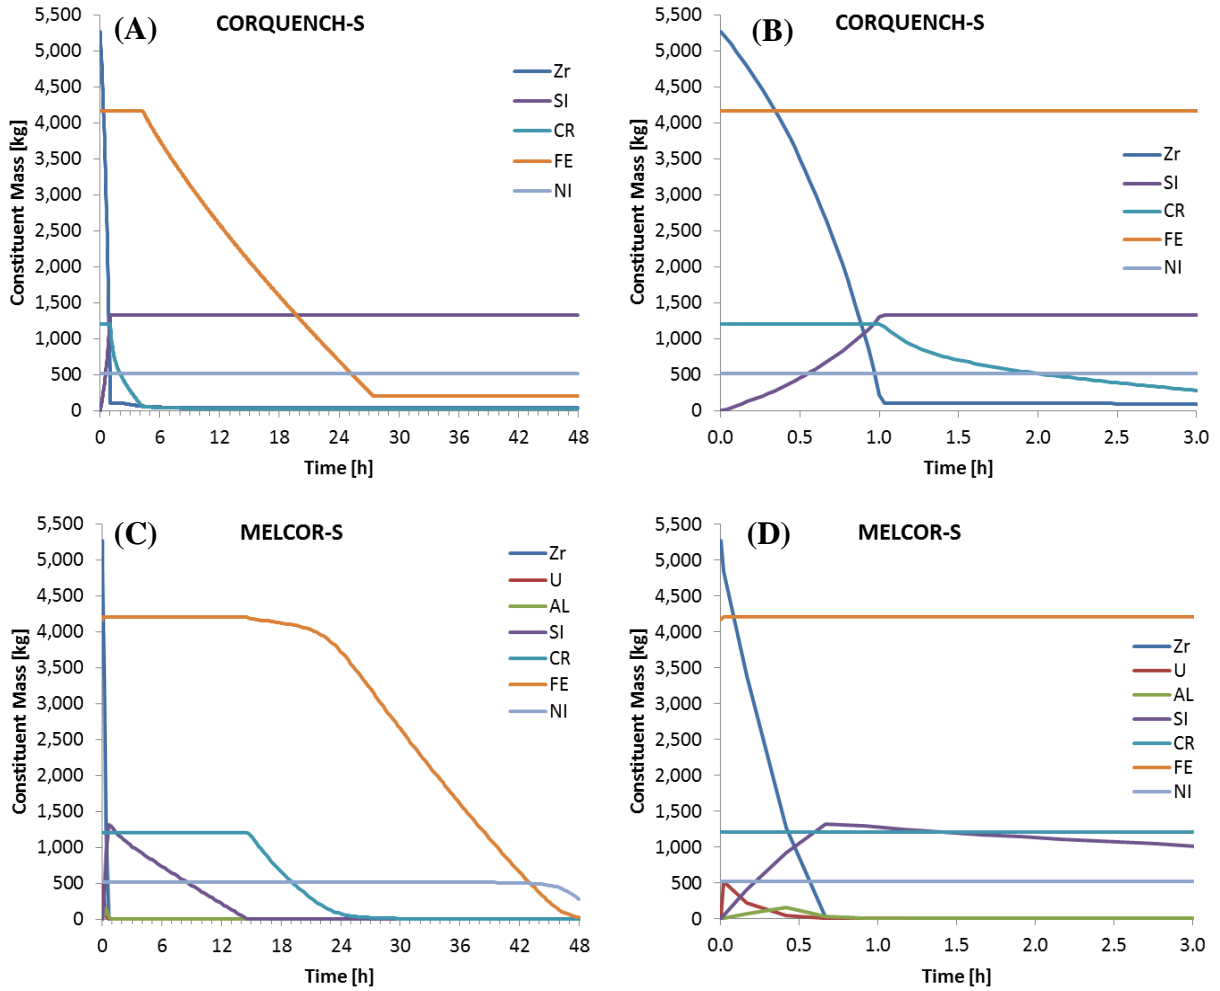 (A) CORQUENCH-S
Constituent Mass [kg]
5,500
5,000
4,500
4,000
3,500
3,000
2,500
2,000
1,500
1,000
500
0
Zr
SI
CR
FE
NI
0 6 12 18 24 30 36 42 48
Time [h]
(B) CORQUENCH-S
Constituent Mass [kg]
5,500
5,000
4,500
4,000
3,500
3,000
2,500
2,000
1,500
1,000
500
0
Zr
SI
CR
FE
NI
0.0 0.5 1.0 1.5 2.0 2.5 3.0
Time [h]
(C) MELCOR-S
Constituent Mass [kg]
5,500
5,000
4,500
4,000
3,500
3,000
2,500
2,000
1,500
1,000
500
0
Zr
U
AL
SI
CR
FE
NI
0 6 12 18 24 30 36 42 48
Time [h]
(D) MELCOR-S
Constituent Mass [kg]
5,500
5,000
4,500
4,000
3,500
3,000
2,500
2,000
1,500
1,000
500
0
Zr
U
AL
SI
CR
FE
NI
0.0 0.5 1.0 1.5 2.0 2.5 3.0
Time [h]